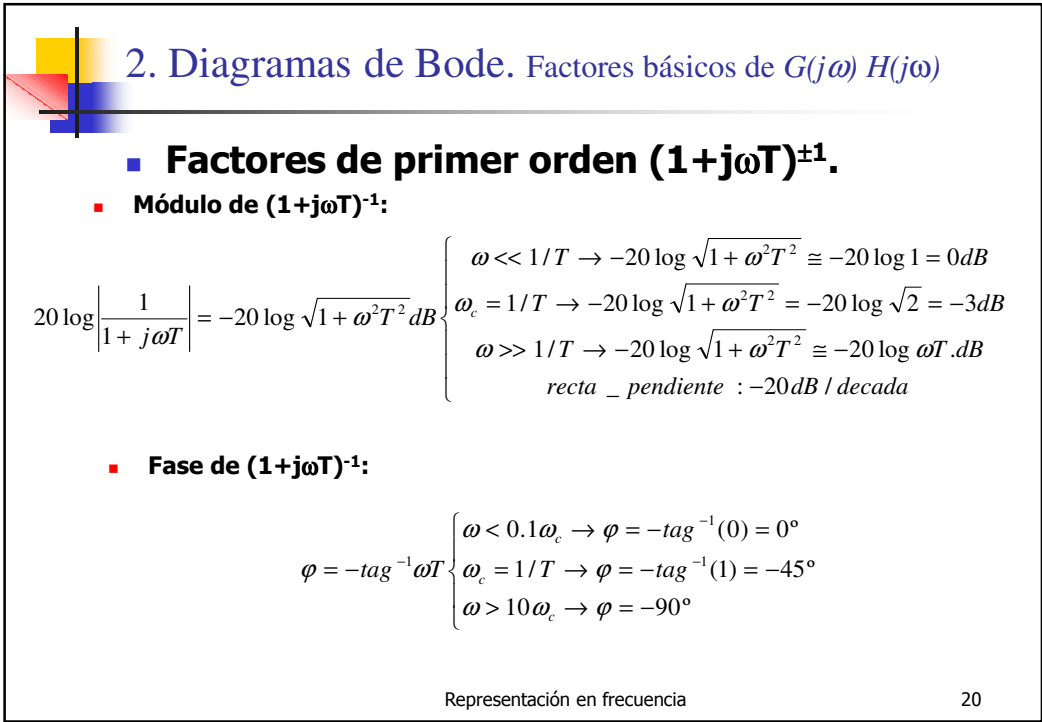 2. Diagramas de Bode. Factores básicos de G(jω) H(jω)
Factores de primer orden (1+jωT)±1.
Módulo de (1+jωT)-1:
20 log |1 / (1 + jωT)| = −20 log √(1 + ω²T²) dB
ω << 1/T → −20 log √(1 + ω²T²) ≅ −20 log 1 = 0dB
ωc = 1/T → −20 log √(1 + ω²T²) = −20 log √2 = −3dB
ω >> 1/T → −20 log √(1 + ω²T²) ≅ −20 log ωT.dB
recta _ pendiente : −20dB / decada
Fase de (1+jωT)-1:
φ = −tag⁻¹ωT
ω < 0.1ωc → φ = −tag⁻¹(0) = 0º
ωc = 1/T → φ = −tag⁻¹(1) = −45º
ω > 10ωc → φ = −90º
Representación en frecuencia 20